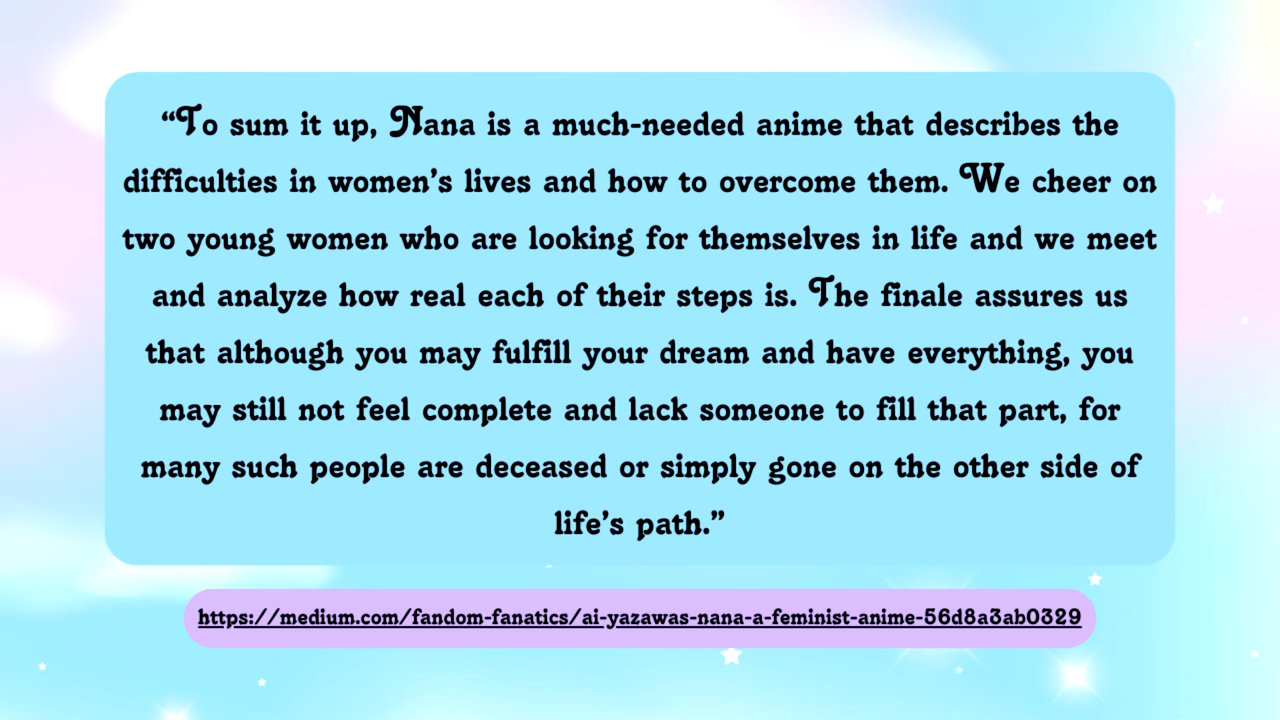 “To sum it up, Nana is a much-needed anime that describes the
difficulties in women’s lives and how to overcome them. We cheer on
two young women who are looking for themselves in life and we meet
and analyze how real each of their steps is. The finale assures us
that although you may fulfill your dream and have everything, you
may still not feel complete and lack someone to fill that part, for
many such people are deceased or simply gone on the other side of
life’s path.”
https://medium.com/fandom-fanatics/ai-yazawas-nana-a-feminist-anime-56d8a3ab0329